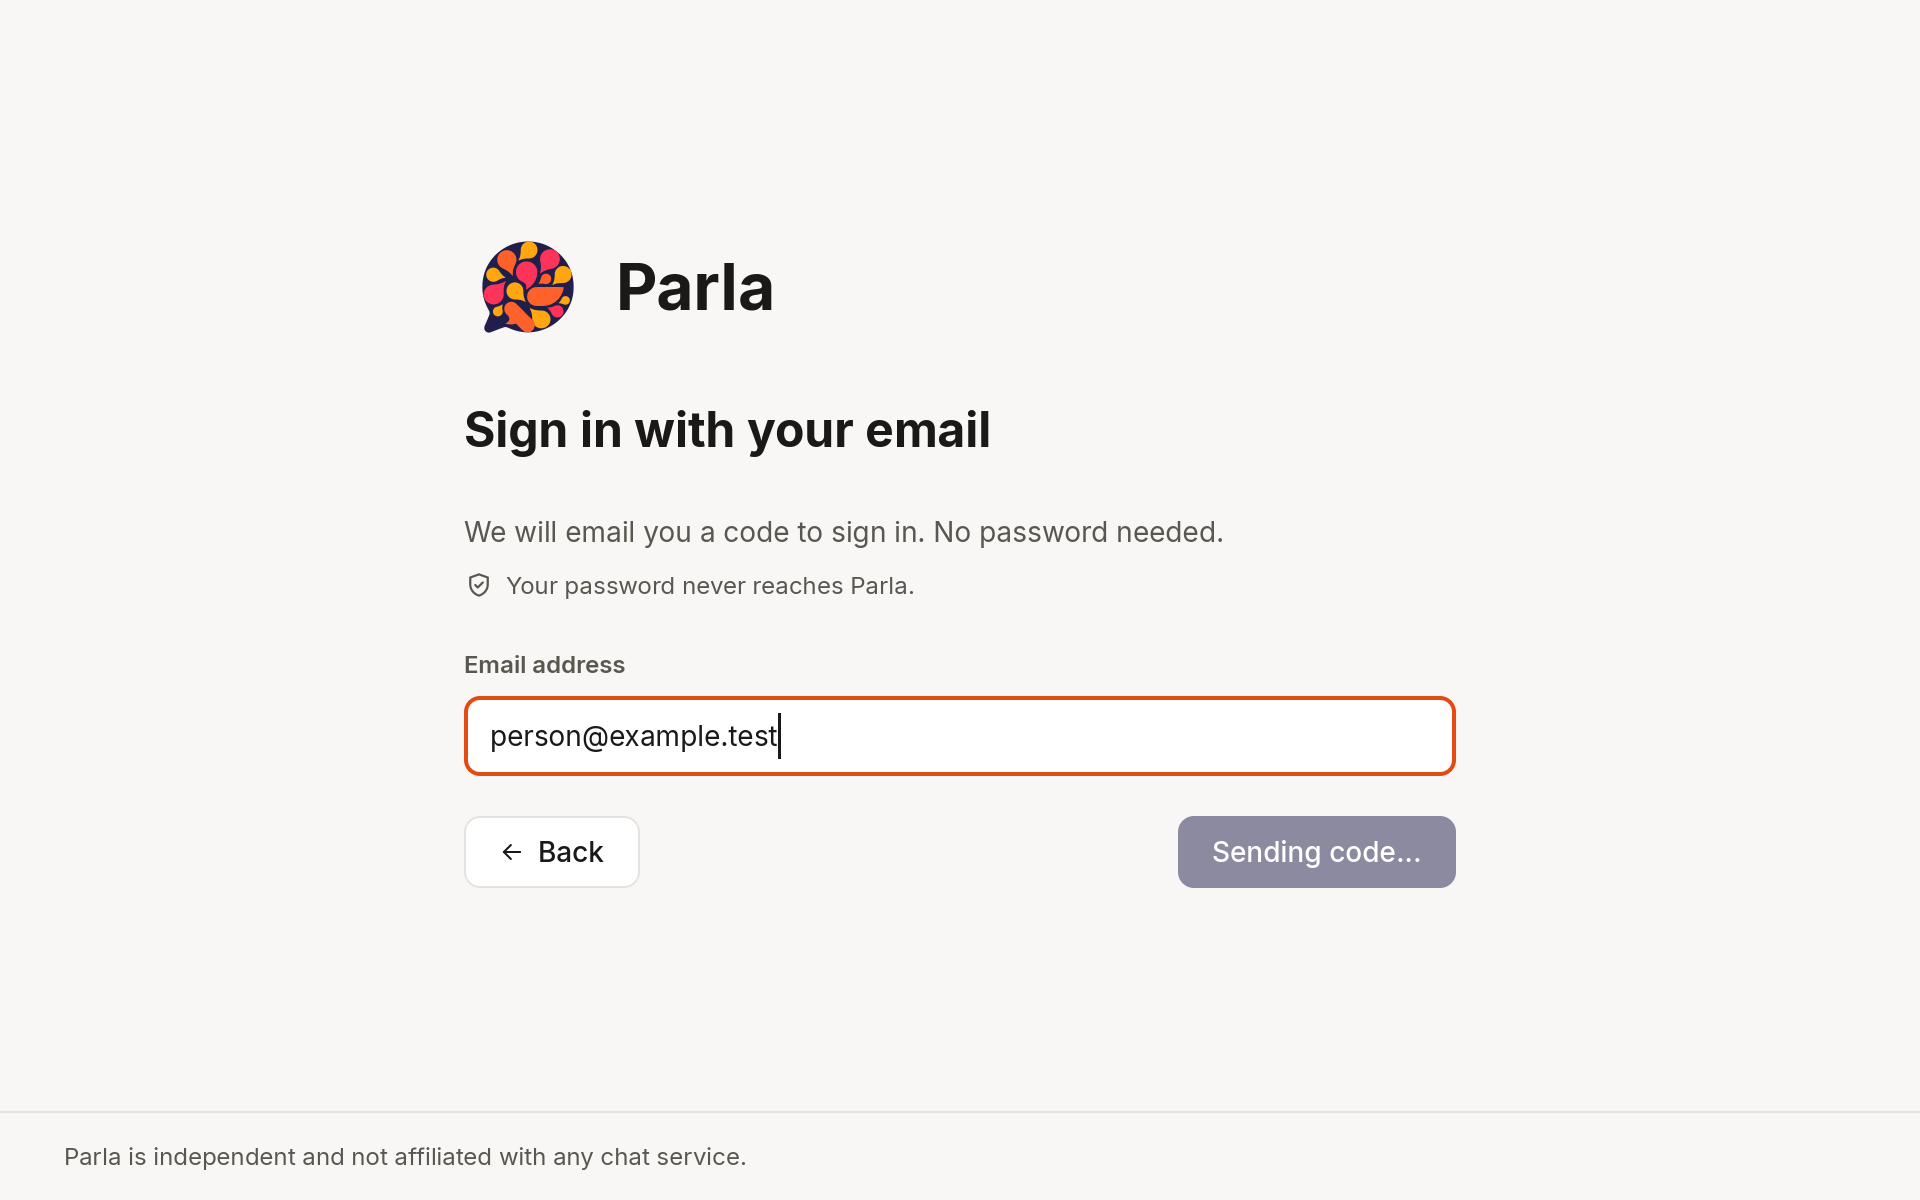 Parla
Sign in with your email
We will email you a code to sign in. No password needed.
Your password never reaches Parla.
Email address
person@example.test
← Back
Sending code...
Parla is independent and not affiliated with any chat service.